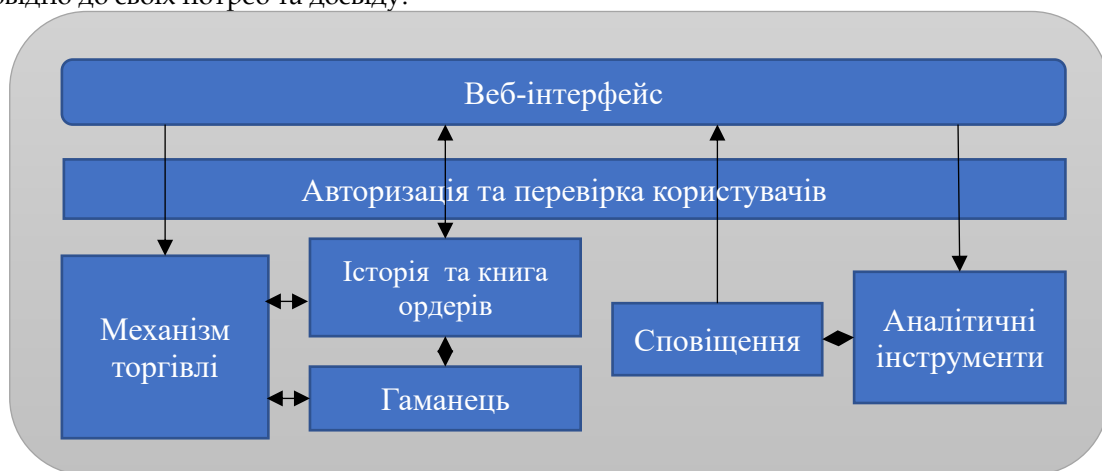 до своїх потреб та досвіду.
Веб-інтерфейс
Авторизація та перевірка користувачів
Історія та книга
ордерів
Механізм
торгівлі
Гаманець
Сповіщення
Аналітичні
інструменти